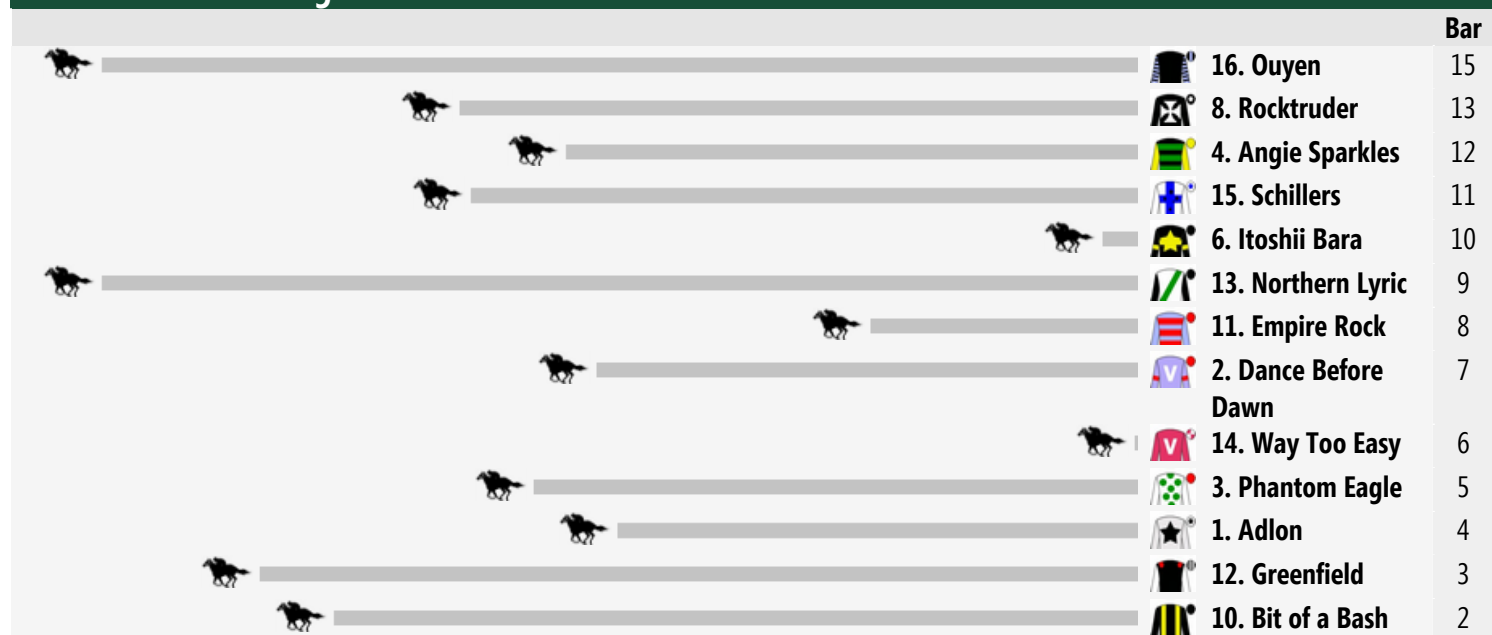 Bar
16. Ouyen 15
8. Rocktruder 13
4. Angie Sparkles 12
15. Schillers 11
6. Itoshii Bara 10
13. Northern Lyric 9
11. Empire Rock 8
2. Dance Before 7
Dawn
V
14. Way Too Easy 6
V
3. Phantom Eagle 5
1. Adlon 4
12. Greenfield 3
10. Bit of a Bash 2